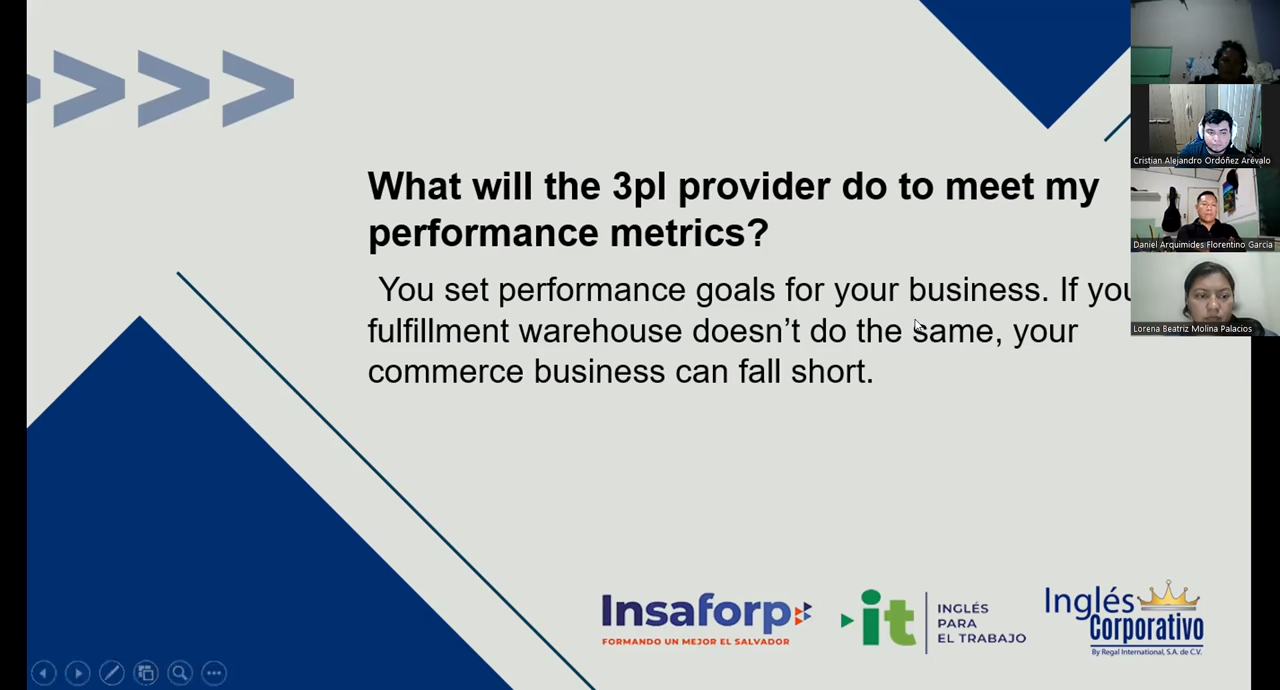 What will the 3pl provider do to meet my
performance metrics?
You set performance goals for your business. If you
fulfillment warehouse doesn’t do the same, your
commerce business can fall short.
Cristian Alejandro Ordóñez Arévalo
Daniel Arquimides Florentino Garcia
Lorena Beatriz Molina Palacios
Insaforp
FORMANDO UN MEJOR EL SALVADOR
it
INGLÉS
PARA
EL TRABAJO
Inglés
Corporativo
By Regal International, S.A. de C.V.